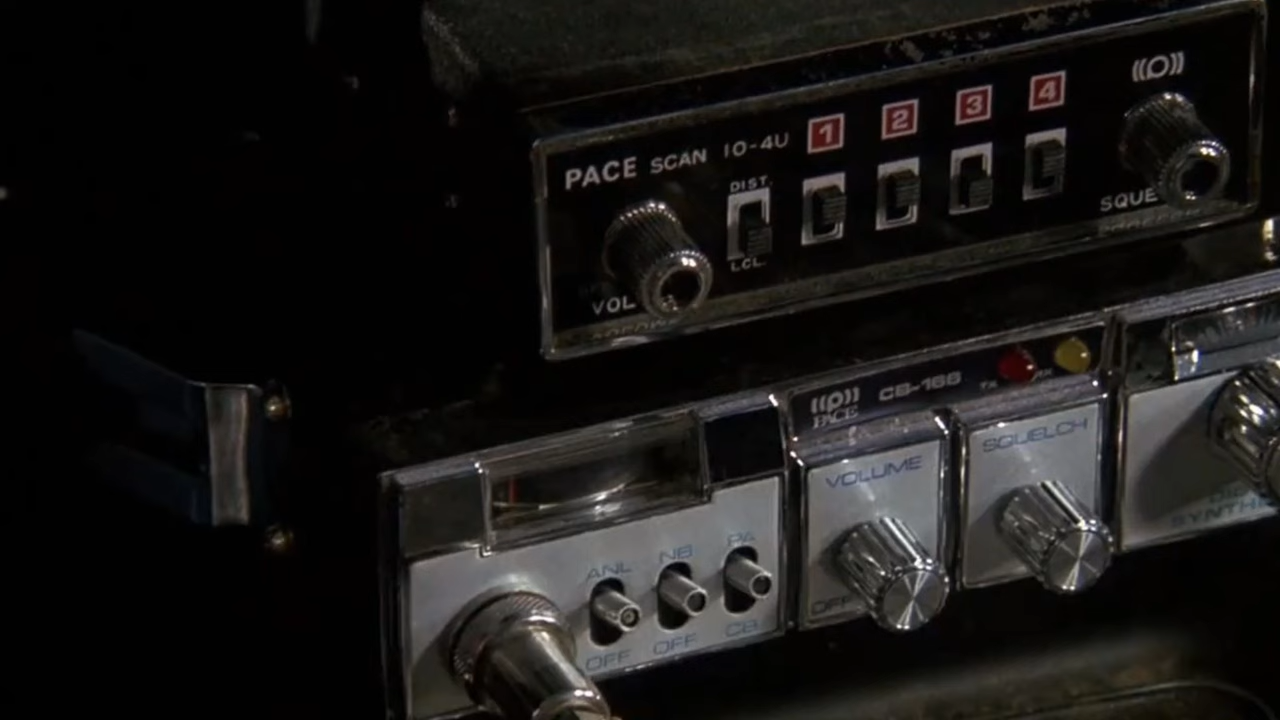 PACE SCAN 10-4U 1 2 3 4
DIST.
LCL.
VOL
SQUE
PACE CB-166 TX
VOLUME
SQUELCH
ANL NB PA
OFF OFF CB
OFF
SYNTHE